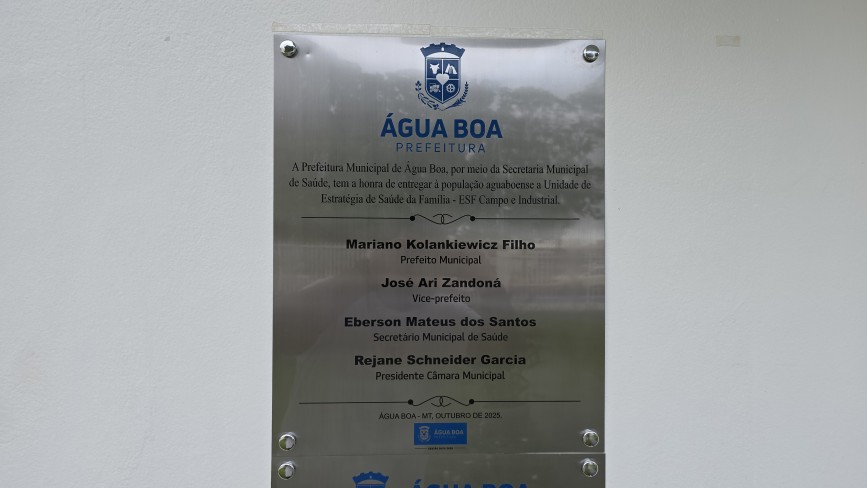 ÁGUA BOA
PREFEITURA
A Prefeitura Municipal de Água Boa, por meio da Secretaria Municipal
de Saúde, tem a honra de entregar à população aguaboense a Unidade de
Estratégia de Saúde da Família - ESF Campo e Industrial.
Mariano Kolankiewicz Filho
Prefeito Municipal
José Ari Zandoná
Vice-prefeito
Eberson Mateus dos Santos
Secretário Municipal de Saúde
Rejane Schneider Garcia
Presidente Câmara Municipal
ÁGUA BOA - MT, OUTUBRO DE 2025.
ÁGUA BOA
PREFEITURA
ÁGUA BOA